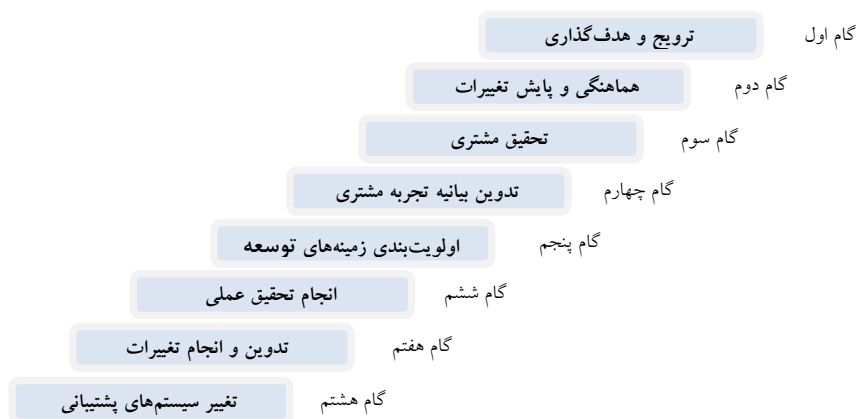 گام اول ترویج و هدف‌گذاری
گام دوم هماهنگی و پایش تغییرات
گام سوم تحقیق مشتری
گام چهارم تدوین بیانیه تجربه مشتری
گام پنجم اولویت‌بندی زمینه‌های توسعه
گام ششم انجام تحقیق عملی
گام هفتم تدوین و انجام تغییرات
گام هشتم تغییر سیستم‌های پشتیبانی